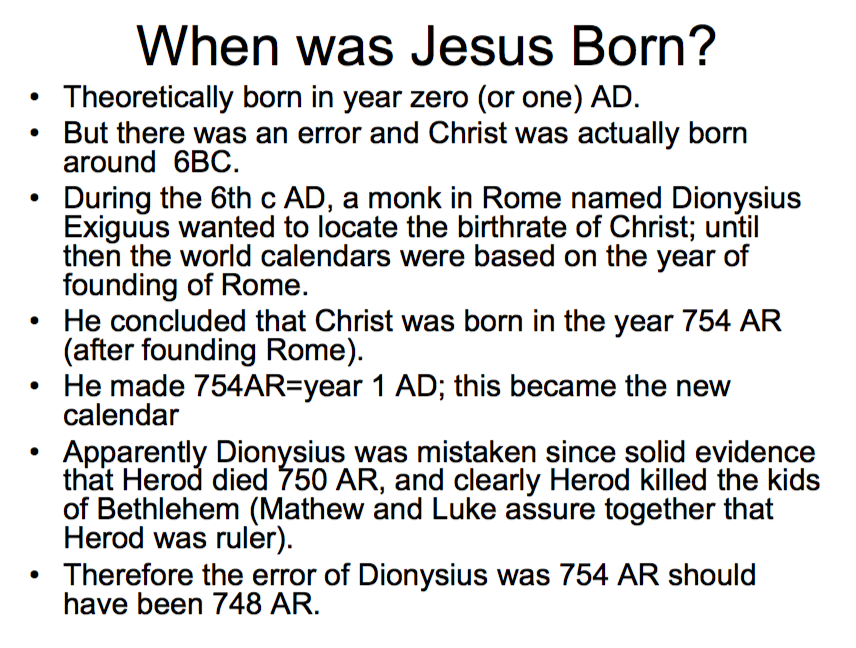 When was Jesus Born?
• Theoretically born in year zero (or one) AD.
• But there was an error and Christ was actually born
around  6BC.
• During the 6th c AD, a monk in Rome named Dionysius
Exiguus wanted to locate the birthrate of Christ; until
then the world calendars were based on the year of
founding of Rome.
• He concluded that Christ was born in the year 754 AR
(after founding Rome).
• He made 754AR=year 1 AD; this became the new
calendar
• Apparently Dionysius was mistaken since solid evidence
that Herod died 750 AR, and clearly Herod killed the kids
of Bethlehem (Mathew and Luke assure together that
Herod was ruler).
• Therefore the error of Dionysius was 754 AR should
have been 748 AR.